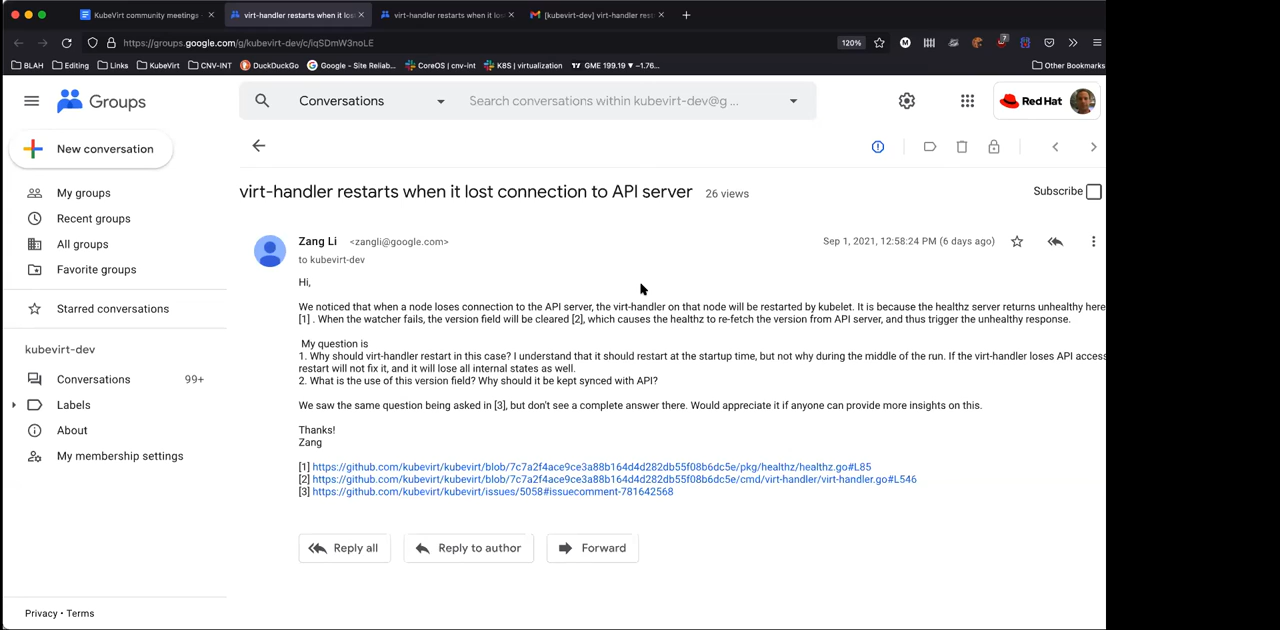 KubeVirt community meetings -
virt-handler restarts when it los
virt-handler restarts when it lo
[kubevirt-dev] virt-handler res
https://groups.google.com/g/kubevirt-dev/c/iqSDmW3noLE
120%
BLAH
Editing
Links
KubeVirt
CNV-INT
DuckDuckGo
Google - Site Reliab...
CoreOS | cnv-int
K8S | virtualization
GME 199.19 ▼ −1.76...
Other Bookmarks
Groups
Conversations
Search conversations within kubevirt-dev@g ...
Red Hat
New conversation
My groups
Recent groups
All groups
Favorite groups
Starred conversations
kubevirt-dev
Conversations 99+
Labels
About
My membership settings
Privacy • Terms
virt-handler restarts when it lost connection to API server 26 views
Subscribe
Zang Li <zangli@google.com>
Sep 1, 2021, 12:58:24 PM (6 days ago)
to kubevirt-dev
Hi,
We noticed that when a node loses connection to the API server, the virt-handler on that node will be restarted by kubelet. It is because the healthz server returns unhealthy here
[1] . When the watcher fails, the version field will be cleared [2], which causes the healthz to re-fetch the version from API server, and thus trigger the unhealthy response.
My question is
1. Why should virt-handler restart in this case? I understand that it should restart at the startup time, but not why during the middle of the run. If the virt-handler loses API access
restart will not fix it, and it will lose all internal states as well.
2. What is the use of this version field? Why should it be kept synced with API?
We saw the same question being asked in [3], but don't see a complete answer there. Would appreciate it if anyone can provide more insights on this.
Thanks!
Zang
[1] https://github.com/kubevirt/kubevirt/blob/7c7a2f4ace9ce3a88b164d4d282db55f08b6dc5e/pkg/healthz/healthz.go#L85
[2] https://github.com/kubevirt/kubevirt/blob/7c7a2f4ace9ce3a88b164d4d282db55f08b6dc5e/cmd/virt-handler/virt-handler.go#L546
[3] https://github.com/kubevirt/kubevirt/issues/5058#issuecomment-781642568
Reply all
Reply to author
Forward